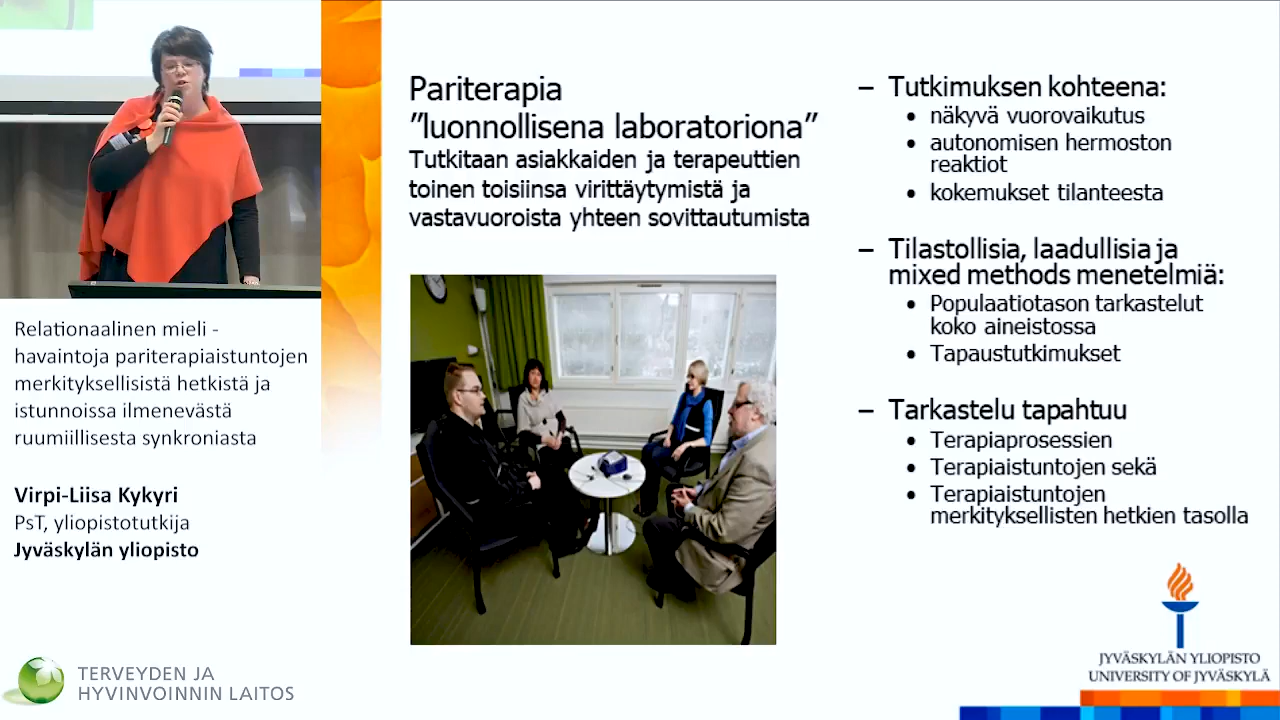 Pariterapia
”luonnollisena laboratoriona”
Tutkitaan asiakkaiden ja terapeuttien
toinen toisiinsa virittäytymistä ja
vastavuoroista yhteen sovittautumista
– Tutkimuksen kohteena:
• näkyvä vuorovaikutus
• autonomisen hermoston
reaktiot
• kokemukset tilanteesta
– Tilastollisia, laadullisia ja
mixed methods menetelmiä:
• Populaatiotason tarkastelut
koko aineistossa
• Tapaustutkimukset
– Tarkastelu tapahtuu
• Terapiaprosessien
• Terapiaistuntojen sekä
• Terapiaistuntojen
merkityksellisten hetkien tasolla
Relationaalinen mieli -
havaintoja pariterapiaistuntojen
merkityksellisistä hetkistä ja
istunnoissa ilmenevästä
ruumiillisesta synkroniasta
Virpi-Liisa Kykyri
PsT, yliopistotutkija
Jyväskylän yliopisto
TERVEYDEN JA
HYVINVOINNIN LAITOS
JYVÄSKYLÄN YLIOPISTO
UNIVERSITY OF JYVÄSKYLÄ